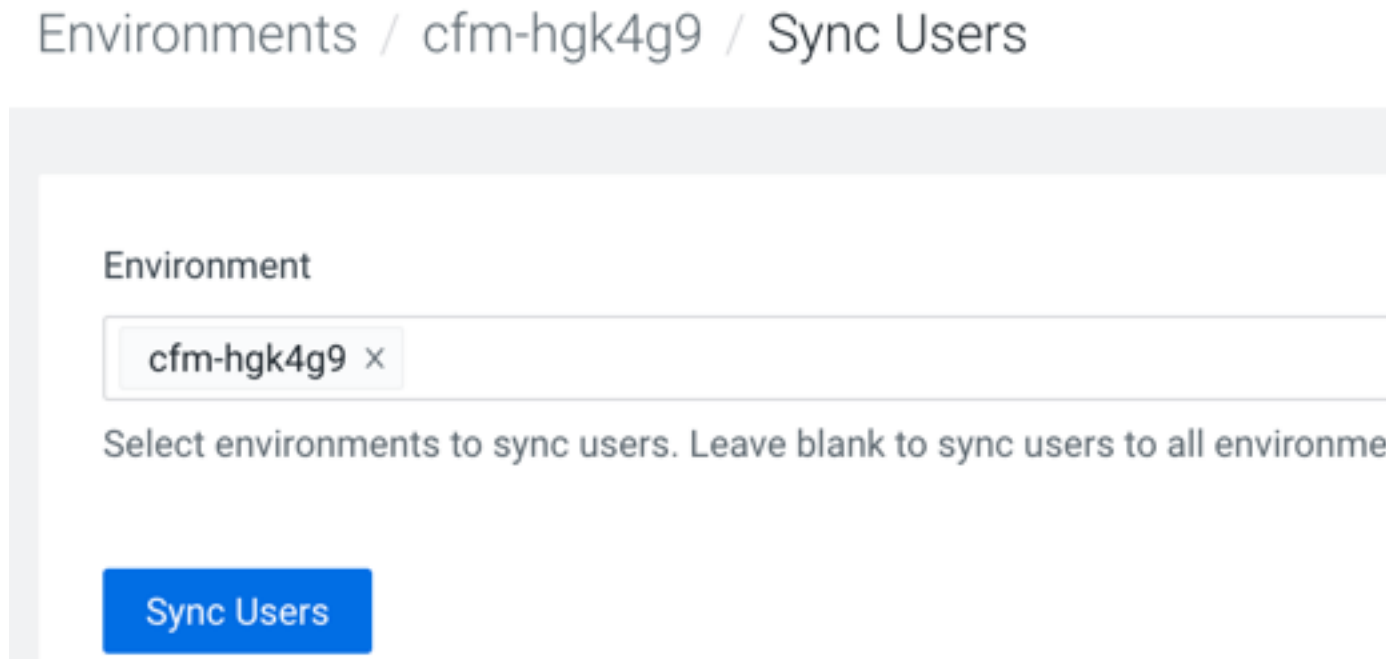 Environments / cfm-hgk4g9 / Sync Users
Environment
cfm-hgk4g9 ×
Select environments to sync users. Leave blank to sync users to all environme
Sync Users